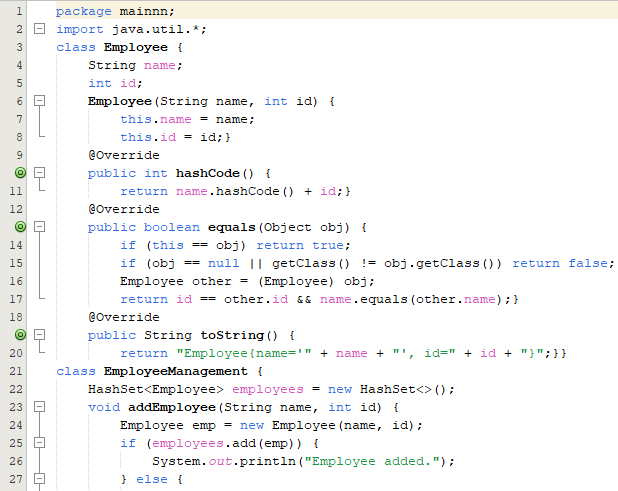 1 package mainnn;
2 import java.util.*;
3 class Employee {
4 String name;
5 int id;
6 Employee(String name, int id) {
7 this.name = name;
8 this.id = id;}
9 @Override
public int hashCode() {
11 return name.hashCode() + id;}
12 @Override
public boolean equals(Object obj) {
14 if (this == obj) return true;
15 if (obj == null || getClass() != obj.getClass()) return false;
16 Employee other = (Employee) obj;
17 return id == other.id && name.equals(other.name);}
18 @Override
public String toString() {
20 return "Employee{name='" + name + "', id=" + id + "}";}}
21 class EmployeeManagement {
22 HashSet<Employee> employees = new HashSet<>();
23 void addEmployee(String name, int id) {
24 Employee emp = new Employee(name, id);
25 if (employees.add(emp)) {
26 System.out.println("Employee added.");
27 } else {